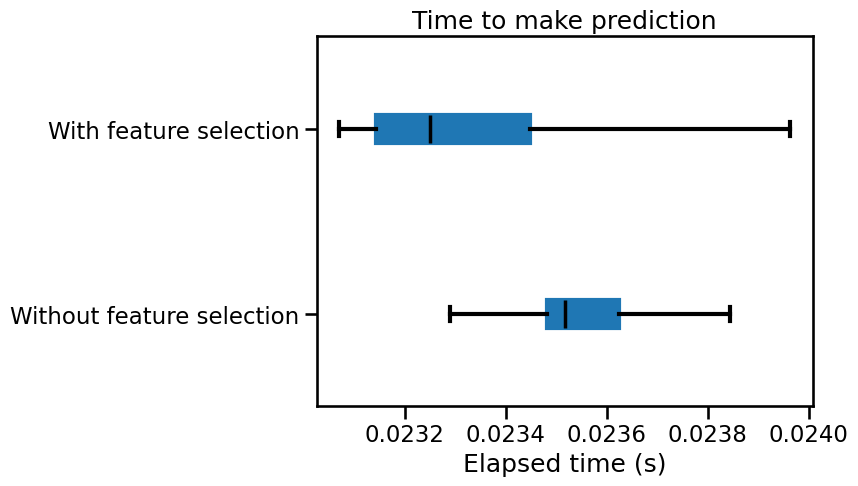 Time to make prediction
With feature selection
Without feature selection
0.0232 0.0234 0.0236 0.0238 0.0240
Elapsed time (s)